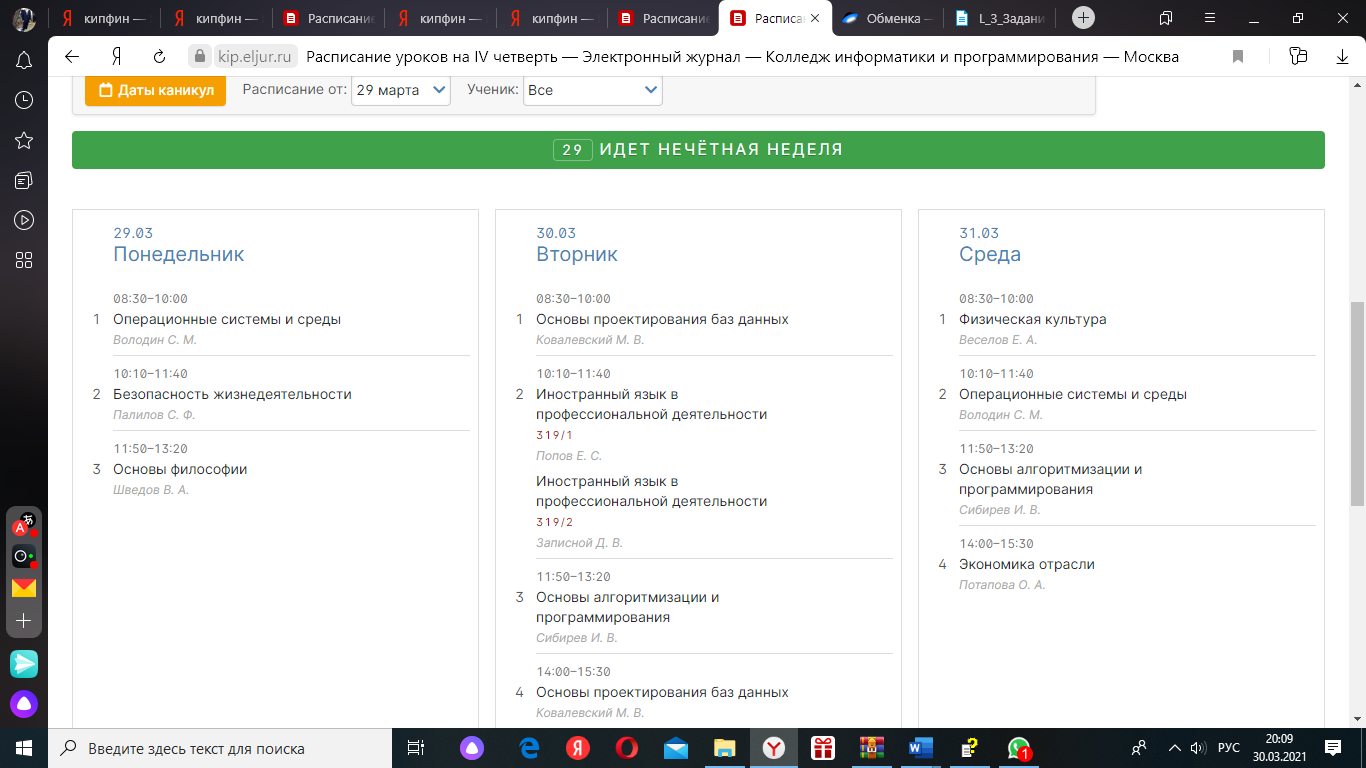 кипфин —
кипфин —
Расписание
кипфин —
кипфин —
Расписание
Расписа
Обменка —
L_3_Задани
kip.eljur.ru
Расписание уроков на IV четверть — Электронный журнал — Колледж информатики и программирования — Москва
Даты каникул
Расписание от:
29 марта
Ученик:
Все
29 ИДЕТ НЕЧЁТНАЯ НЕДЕЛЯ
29.03
Понедельник
08:30–10:00
1 Операционные системы и среды
Володин С. М.
10:10–11:40
2 Безопасность жизнедеятельности
Палилов С. Ф.
11:50–13:20
3 Основы философии
Шведов В. А.
30.03
Вторник
08:30–10:00
1 Основы проектирования баз данных
Ковалевский М. В.
10:10–11:40
2 Иностранный язык в
профессиональной деятельности
319/1
Попов Е. С.
Иностранный язык в
профессиональной деятельности
319/2
Записной Д. В.
11:50–13:20
3 Основы алгоритмизации и
программирования
Сибирев И. В.
14:00–15:30
4 Основы проектирования баз данных
Ковалевский М. В.
31.03
Среда
08:30–10:00
1 Физическая культура
Веселов Е. А.
10:10–11:40
2 Операционные системы и среды
Володин С. М.
11:50–13:20
3 Основы алгоритмизации и
программирования
Сибирев И. В.
14:00–15:30
4 Экономика отрасли
Потапова О. А.
Введите здесь текст для поиска
1
РУС
20:09
30.03.2021